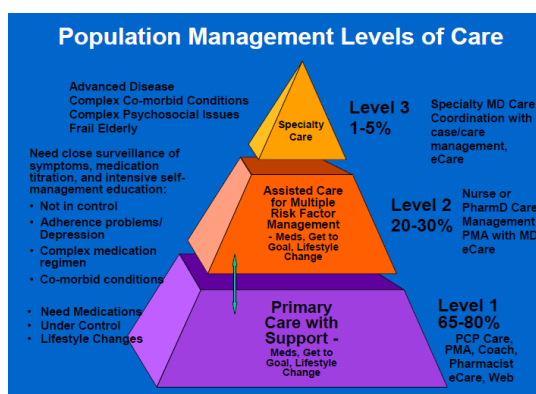 Population Management Levels of Care
Advanced Disease
Complex Co-morbid Conditions
Complex Psychosocial Issues
Frail Elderly
Specialty
Care
Level 3
1-5%
Specialty MD Care
Coordination with
case/care
management,
eCare
Need close surveillance of
symptoms, medication
titration, and intensive self-
management education:
• Not in control
• Adherence problems/
Depression
• Complex medication
regimen
• Co-morbid conditions
Assisted Care
for Multiple
Risk Factor
Management
- Meds, Get to
Goal, Lifestyle
Change
Level 2
20-30%
Nurse or
PharmD Care
Management
PMA with MD
eCare
• Need Medications
• Under Control
• Lifestyle Changes
Primary
Care with
Support -
Meds, Get to
Goal, Lifestyle
Change
Level 1
65-80%
PCP Care,
PMA, Coach,
Pharmacist
eCare, Web